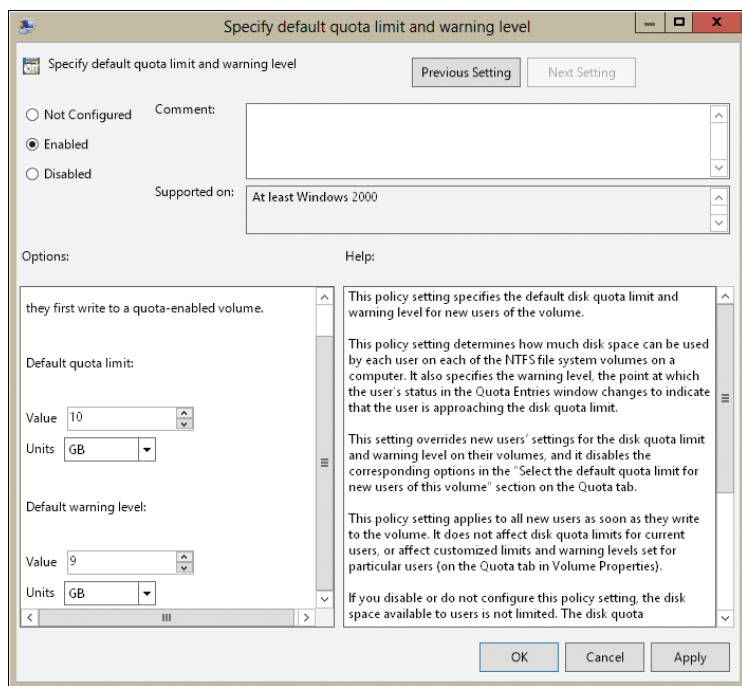 Specify default quota limit and warning level
Specify default quota limit and warning level
Previous Setting
Next Setting
Not Configured
Enabled
Disabled
Comment:
Supported on:
At least Windows 2000
Options:
Help:
they first write to a quota-enabled volume.
Default quota limit:
Value 10
Units GB
Default warning level:
Value 9
Units GB
This policy setting specifies the default disk quota limit and
warning level for new users of the volume.
This policy setting determines how much disk space can be used
by each user on each of the NTFS file system volumes on a
computer. It also specifies the warning level, the point at which
the user's status in the Quota Entries window changes to indicate
that the user is approaching the disk quota limit.
This setting overrides new users' settings for the disk quota limit
and warning level on their volumes, and it disables the
corresponding options in the "Select the default quota limit for
new users of this volume" section on the Quota tab.
This policy setting applies to all new users as soon as they write
to the volume. It does not affect disk quota limits for current
users, or affect customized limits and warning levels set for
particular users (on the Quota tab in Volume Properties).
If you disable or do not configure this policy setting, the disk
space available to users is not limited. The disk quota
OK
Cancel
Apply